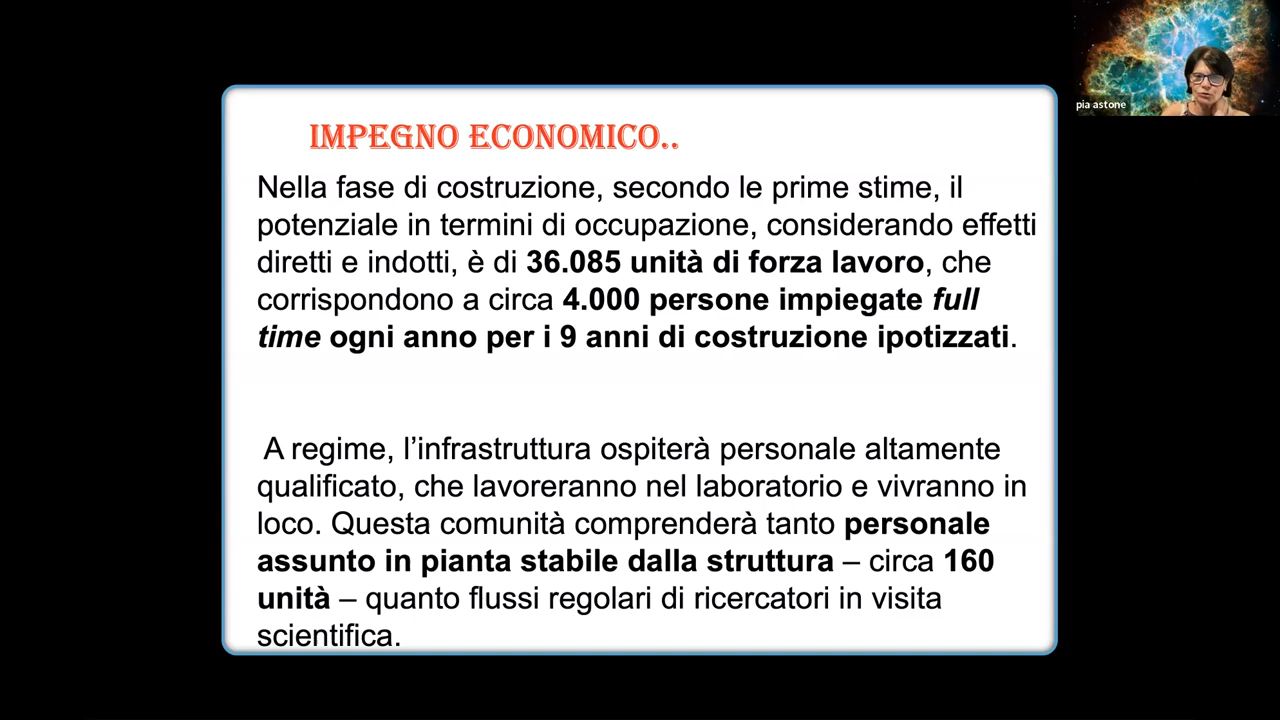 IMPEGNO ECONOMICO..
Nella fase di costruzione, secondo le prime stime, il
potenziale in termini di occupazione, considerando effetti
diretti e indotti, è di 36.085 unità di forza lavoro, che
corrispondono a circa 4.000 persone impiegate full
time ogni anno per i 9 anni di costruzione ipotizzati.
A regime, l’infrastruttura ospiterà personale altamente
qualificato, che lavoreranno nel laboratorio e vivranno in
loco. Questa comunità comprenderà tanto personale
assunto in pianta stabile dalla struttura – circa 160
unità – quanto flussi regolari di ricercatori in visita
scientifica.
pia astone